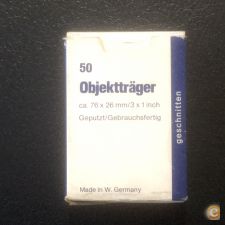 50
Objektträger
ca. 76 x 26 mm/3 x 1 inch
Geputzt/Gebrauchsfertig
geschnitten
Made in W. Germany